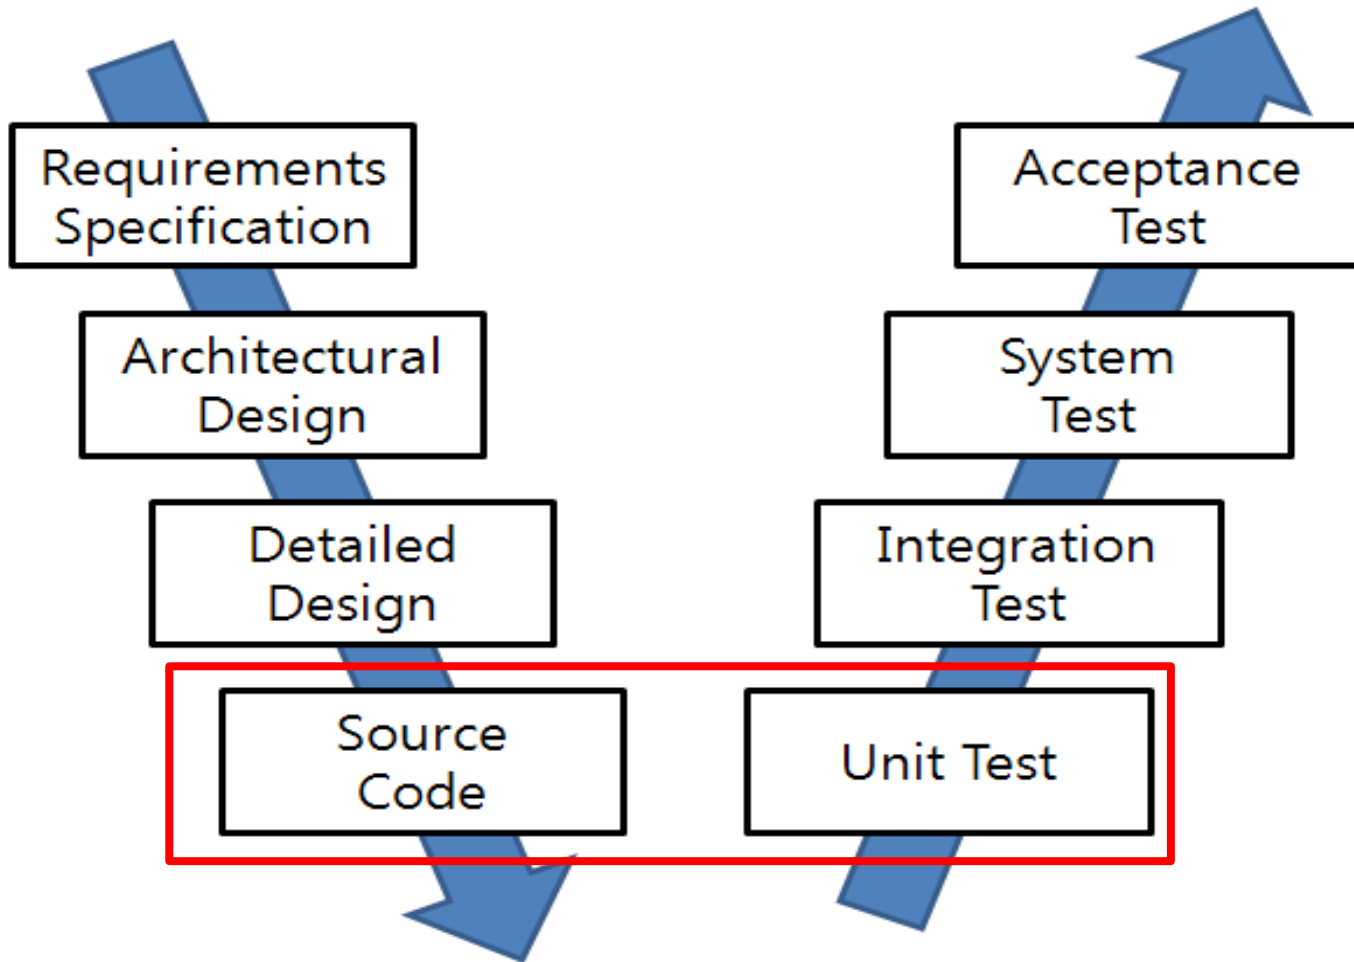 Requirements
Specification
Architectural
Design
Detailed
Design
Source
Code
Acceptance
Test
System
Test
Integration
Test
Unit Test